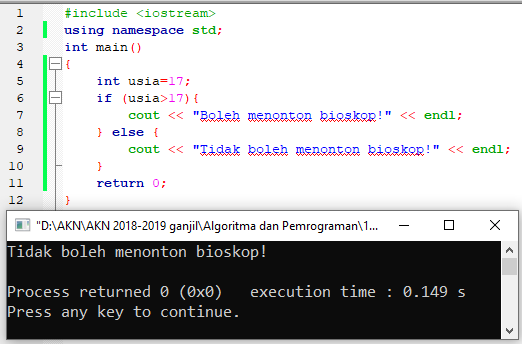 1 #include <iostream>
2 using namespace std;
3 int main()
4 {
5 int usia=17;
6 if (usia>17){
7 cout << "Boleh menonton bioskop!" << endl;
8 } else {
9 cout << "Tidak boleh menonton bioskop!" << endl;
10 }
11 return 0;
12 }
"D:\AKN\AKN 2018-2019 ganjil\Algoritma dan Pemrograman\1...
Tidak boleh menonton bioskop!
Process returned 0 (0x0) execution time : 0.149 s
Press any key to continue.